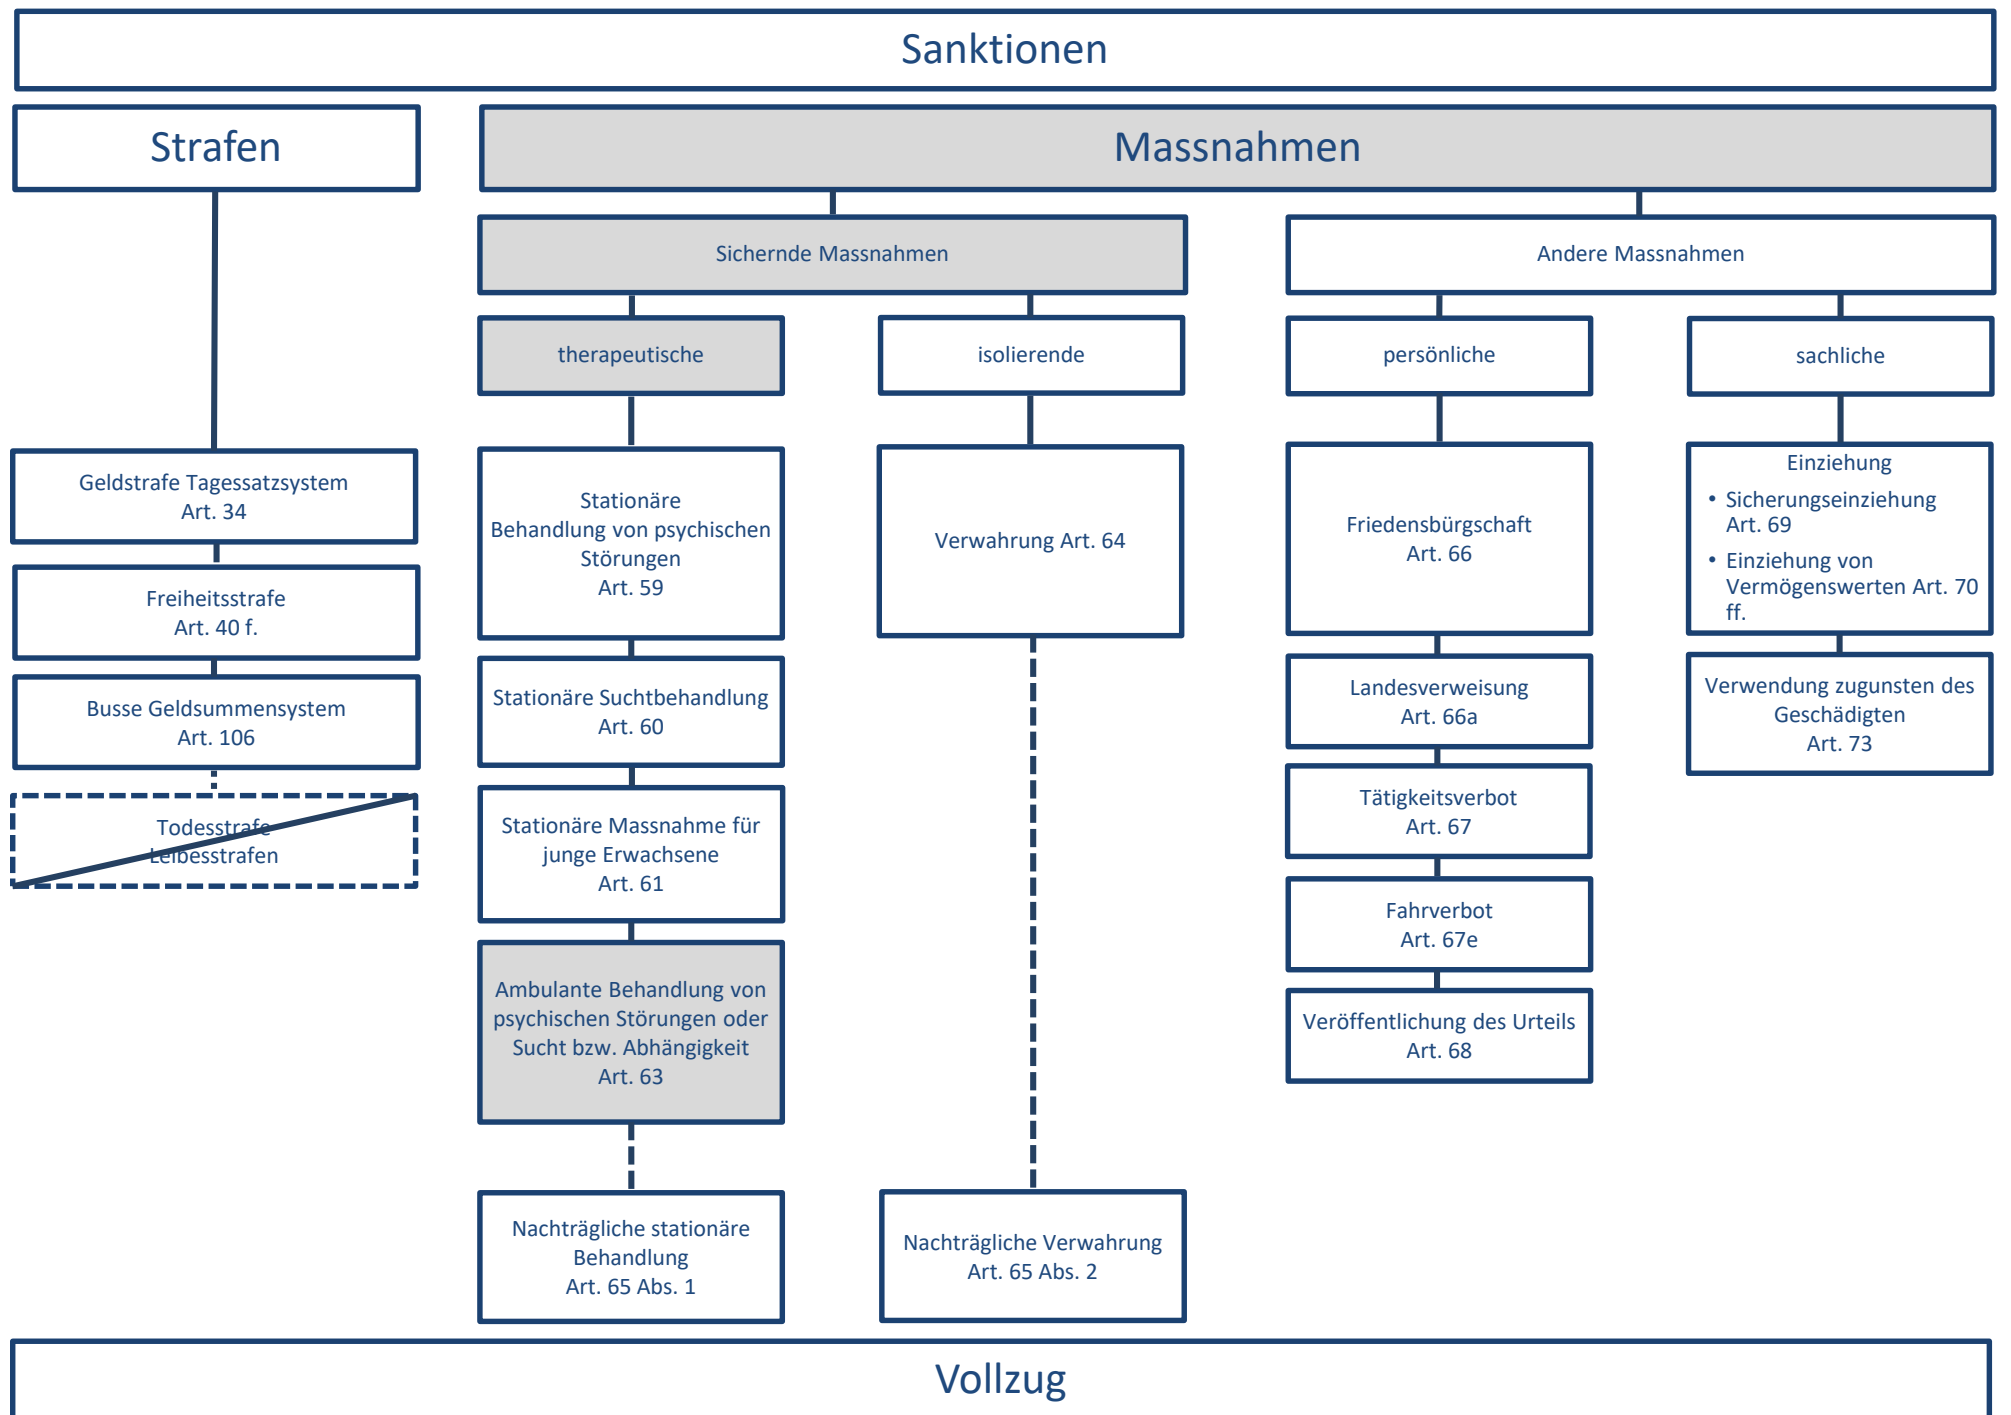 Sanktionen
Strafen
Massnahmen
Sichernde Massnahmen
Andere Massnahmen
therapeutische
isolierende
persönliche
sachliche
Geldstrafe Tagessatzsystem
Art. 34
Freiheitsstrafe
Art. 40 f.
Busse Geldsummensystem
Art. 106
Todesstrafe
Leibesstrafen
Stationäre
Behandlung von psychischen
Störungen
Art. 59
Stationäre Suchtbehandlung
Art. 60
Stationäre Massnahme für
junge Erwachsene
Art. 61
Ambulante Behandlung von
psychischen Störungen oder
Sucht bzw. Abhängigkeit
Art. 63
Nachträgliche stationäre
Behandlung
Art. 65 Abs. 1
Verwahrung Art. 64
Nachträgliche Verwahrung
Art. 65 Abs. 2
Friedensbürgschaft
Art. 66
Landesverweisung
Art. 66a
Tätigkeitsverbot
Art. 67
Fahrverbot
Art. 67e
Veröffentlichung des Urteils
Art. 68
Einziehung
• Sicherungseinziehung
Art. 69
• Einziehung von
Vermögenswerten Art. 70
ff.
Verwendung zugunsten des
Geschädigten
Art. 73
Vollzug